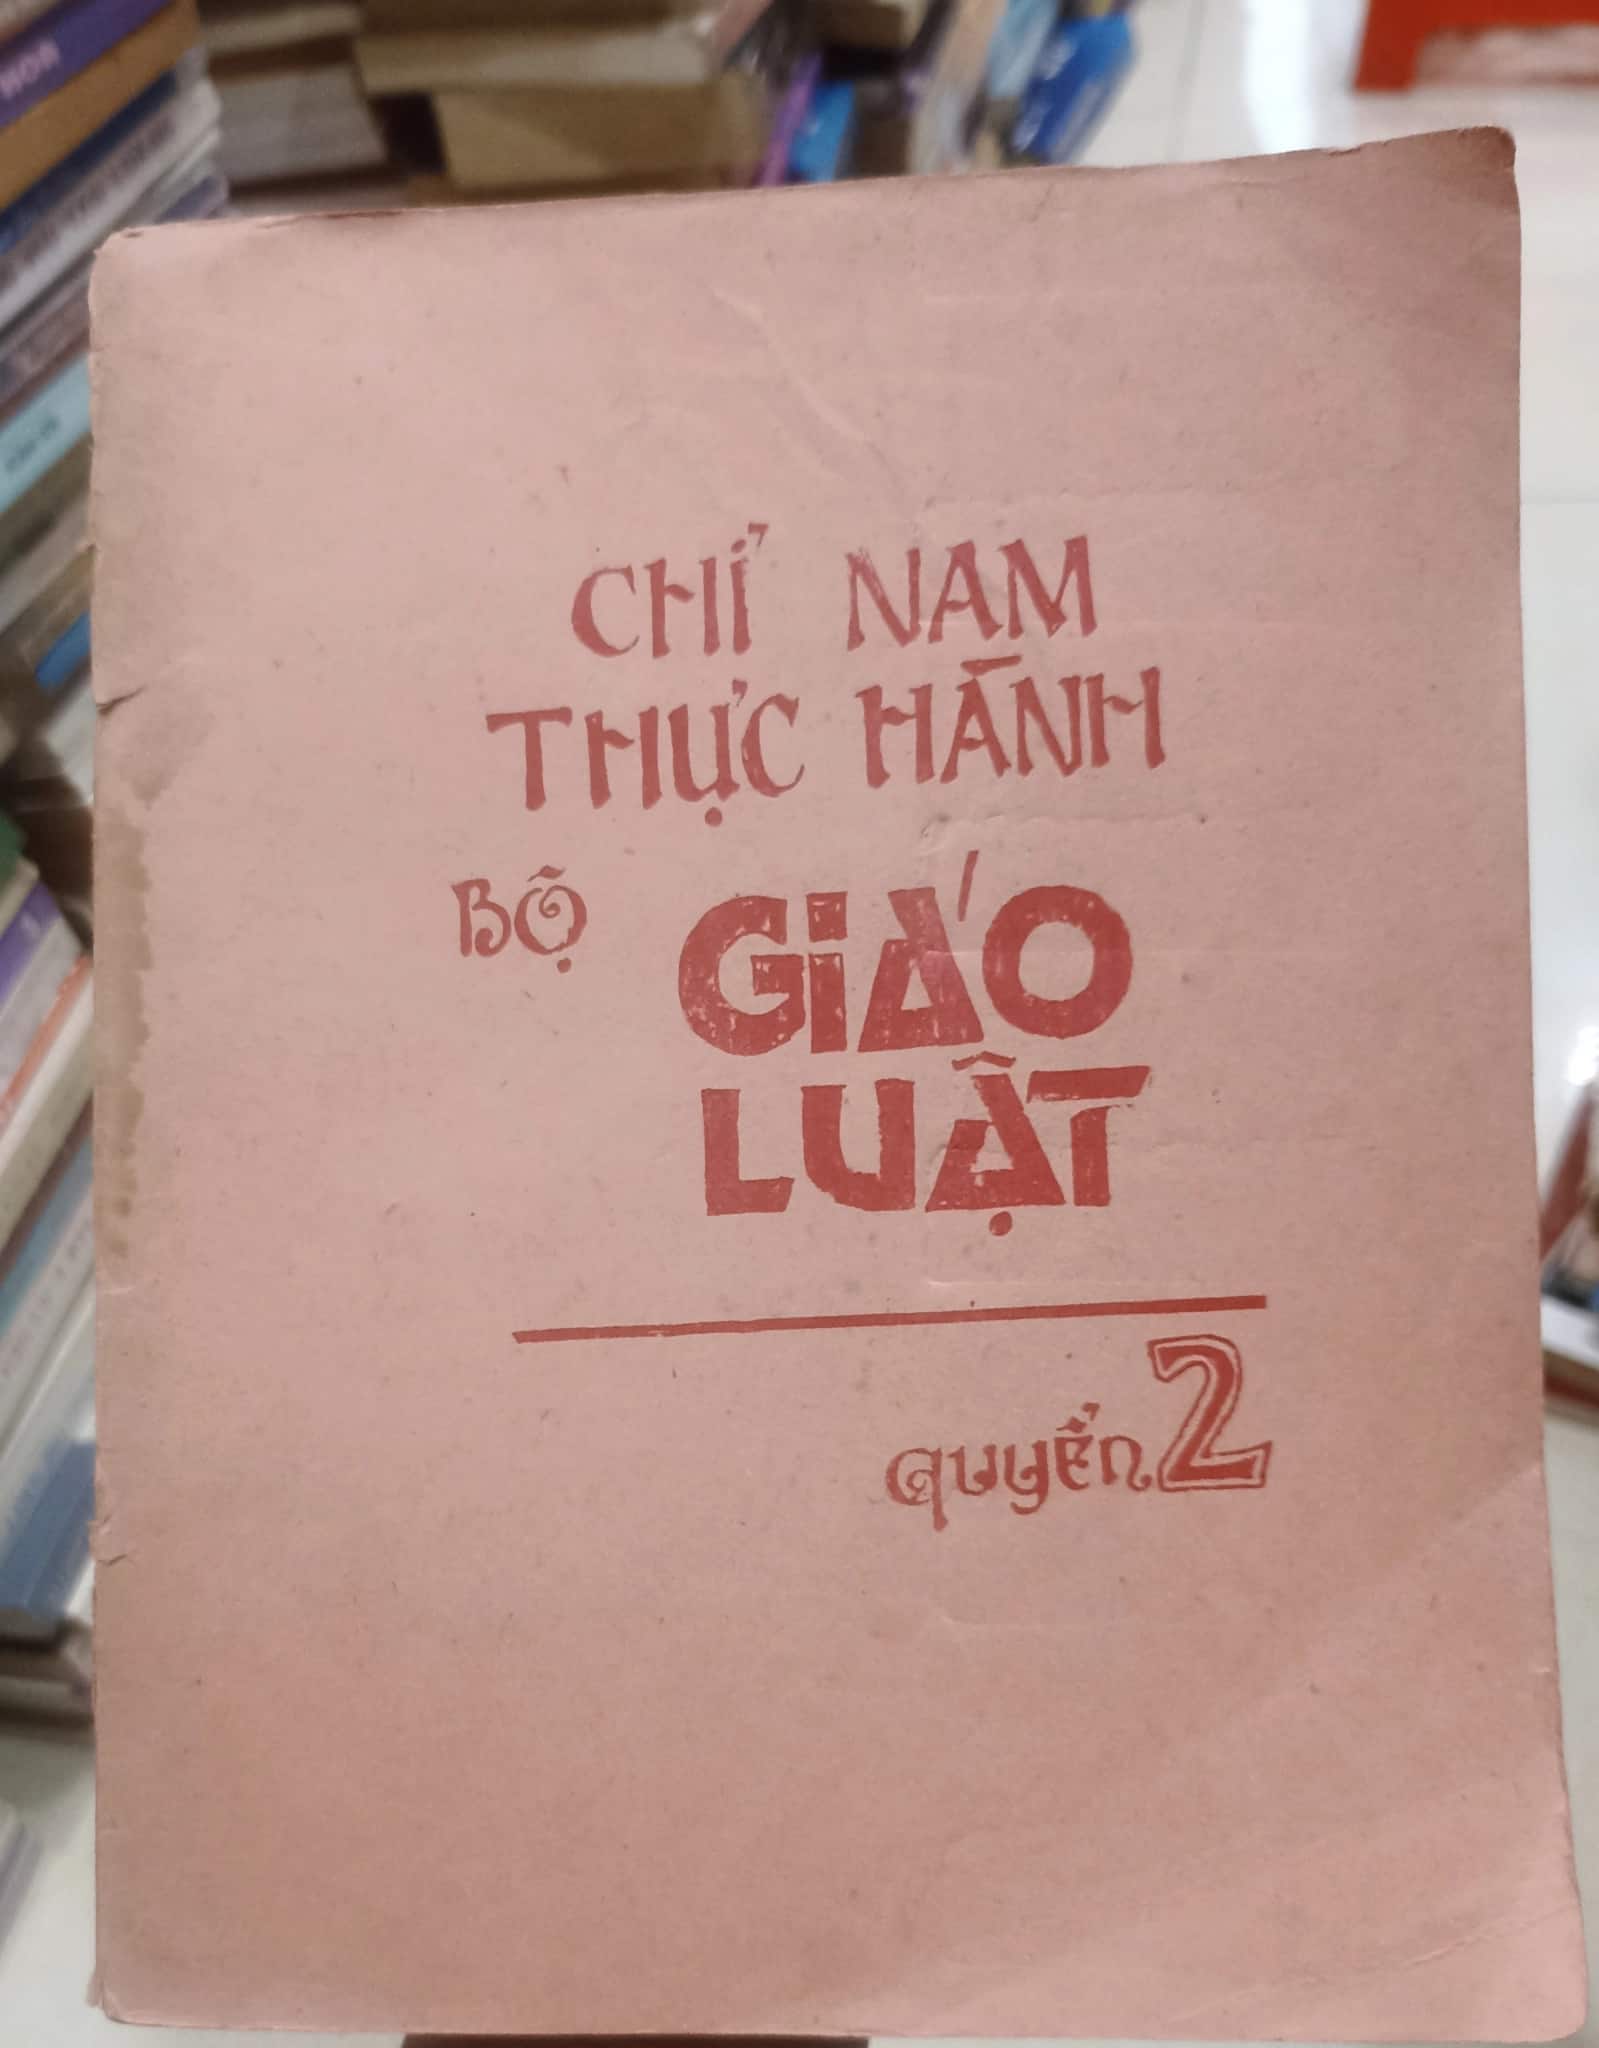 CHỈ NAM
THỰC HÀNH
BỘ GIÁO
LUẬT
QUYỂN 2